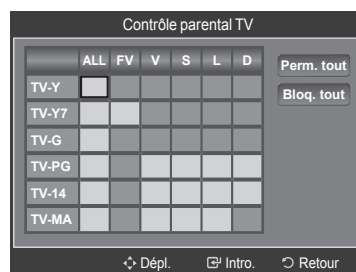 Contrôle parental TV
ALL FV V S L D
Perm. tout
TV-Y
Bloq. tout
TV-Y7
TV-G
TV-PG
TV-14
TV-MA
Dépl. Intro. Retour